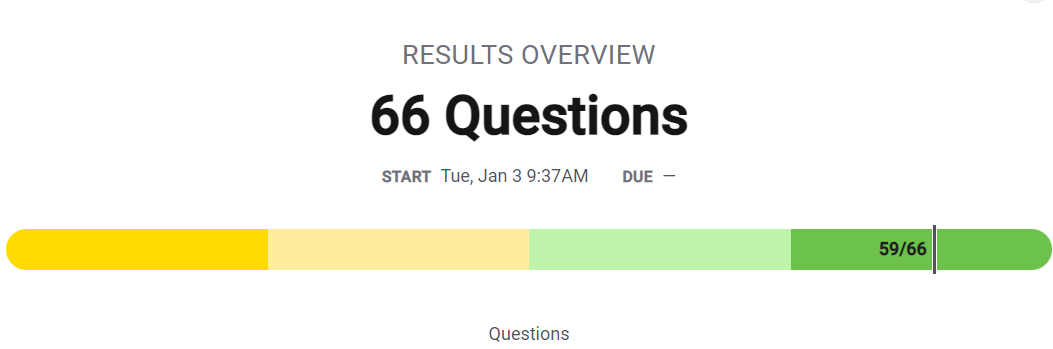 RESULTS OVERVIEW
66 Questions
START Tue, Jan 3 9:37AM DUE —
59/66
Questions